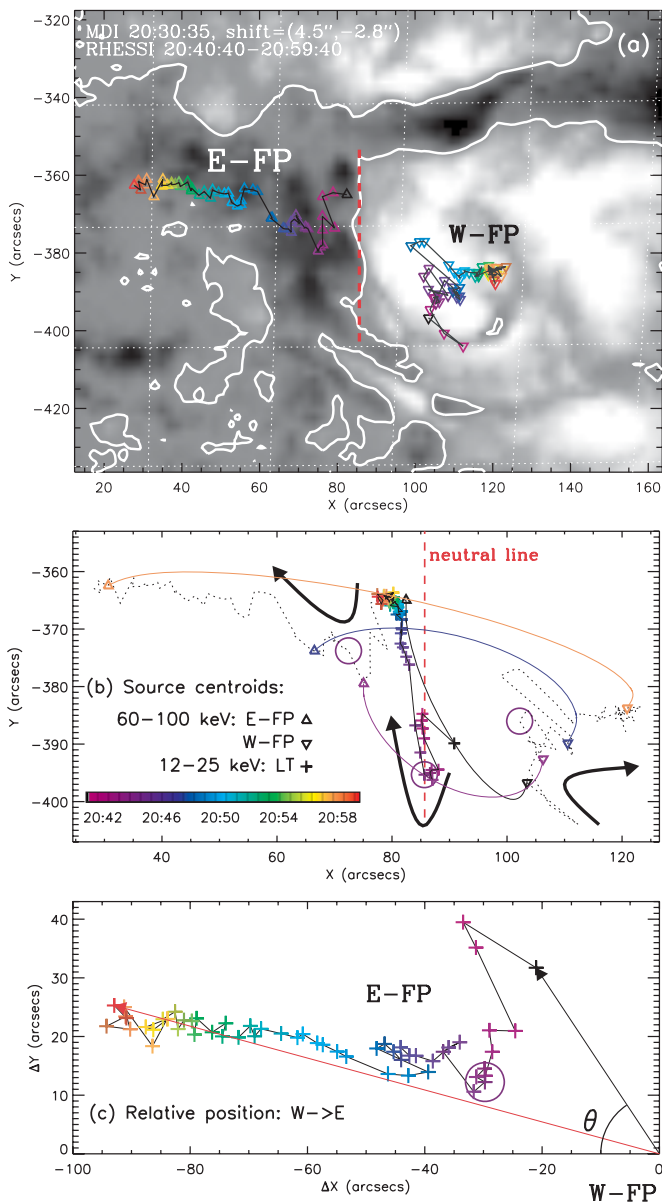 MDI 20:30:35, shift=(4.5″,−2.8″)
RHESSI 20:40:40−20:59:40
(a)
E−FP
W−FP
Y (arcsecs)
−320
−340
−360
−380
−400
−420
20 40 60 80 100 120 140 160
X (arcsecs)
neutral line
Y (arcsecs)
−360
−370
−380
−390
−400
(b) Source centroids:
60−100 keV: E−FP
W−FP
12−25 keV: LT
20:42 20:46 20:50 20:54 20:58
40 60 80 100 120
X (arcsecs)
ΔY (arcsecs)
40
30
20
10
0
E−FP
(c) Relative position: W−>E
θ
−100 −80 −60 −40 −20 −0
ΔX (arcsecs)
W−FP